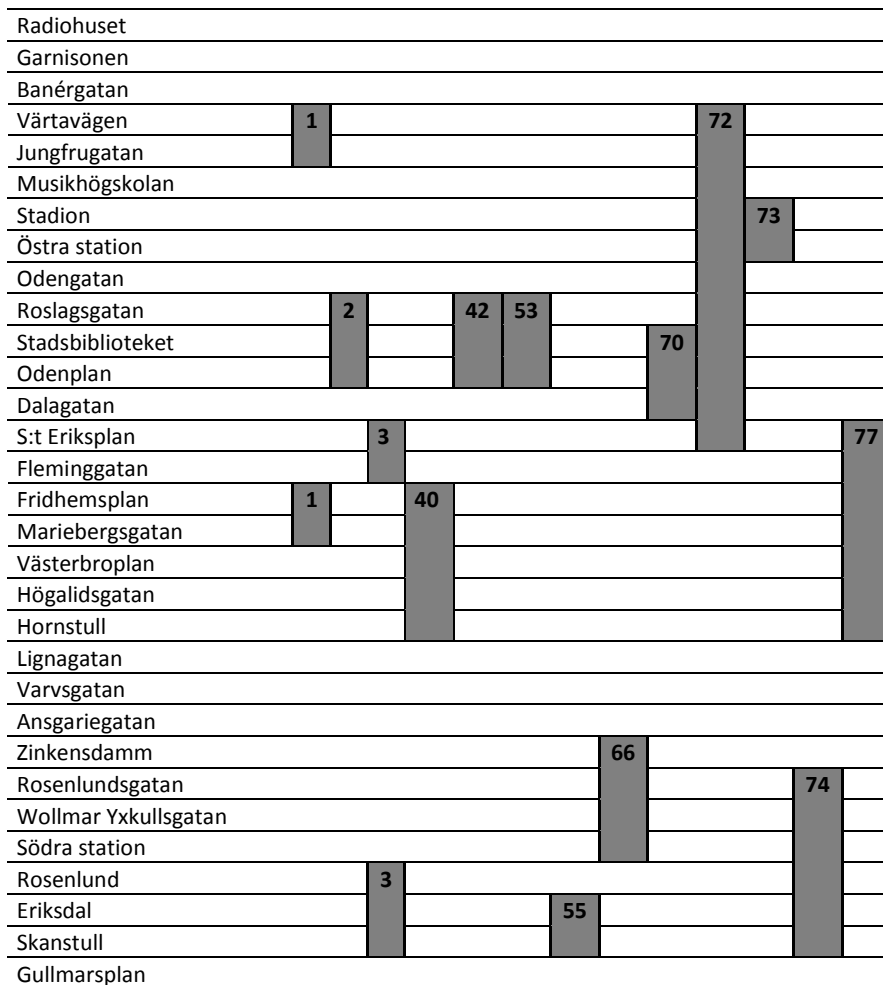 Radiohuset
Garnisonen
Banérgatan
Värtavägen 1 72
Jungfrugatan
Musikhögskolan
Stadion 73
Östra station
Odengatan
Roslagsgatan 2 42 53
Stadsbiblioteket 70
Odenplan
Dalagatan
S:t Eriksplan 3 77
Fleminggatan
Fridhemsplan 1 40
Mariebergsgatan
Västerbroplan
Högalidsgatan
Hornstull
Lignagatan
Varvsgatan
Ansgariegatan
Zinkensdamm 66
Rosenlundsgatan 74
Wollmar Yxkullsgatan
Södra station
Rosenlund 3
Eriksdal 55
Skanstull
Gullmarsplan